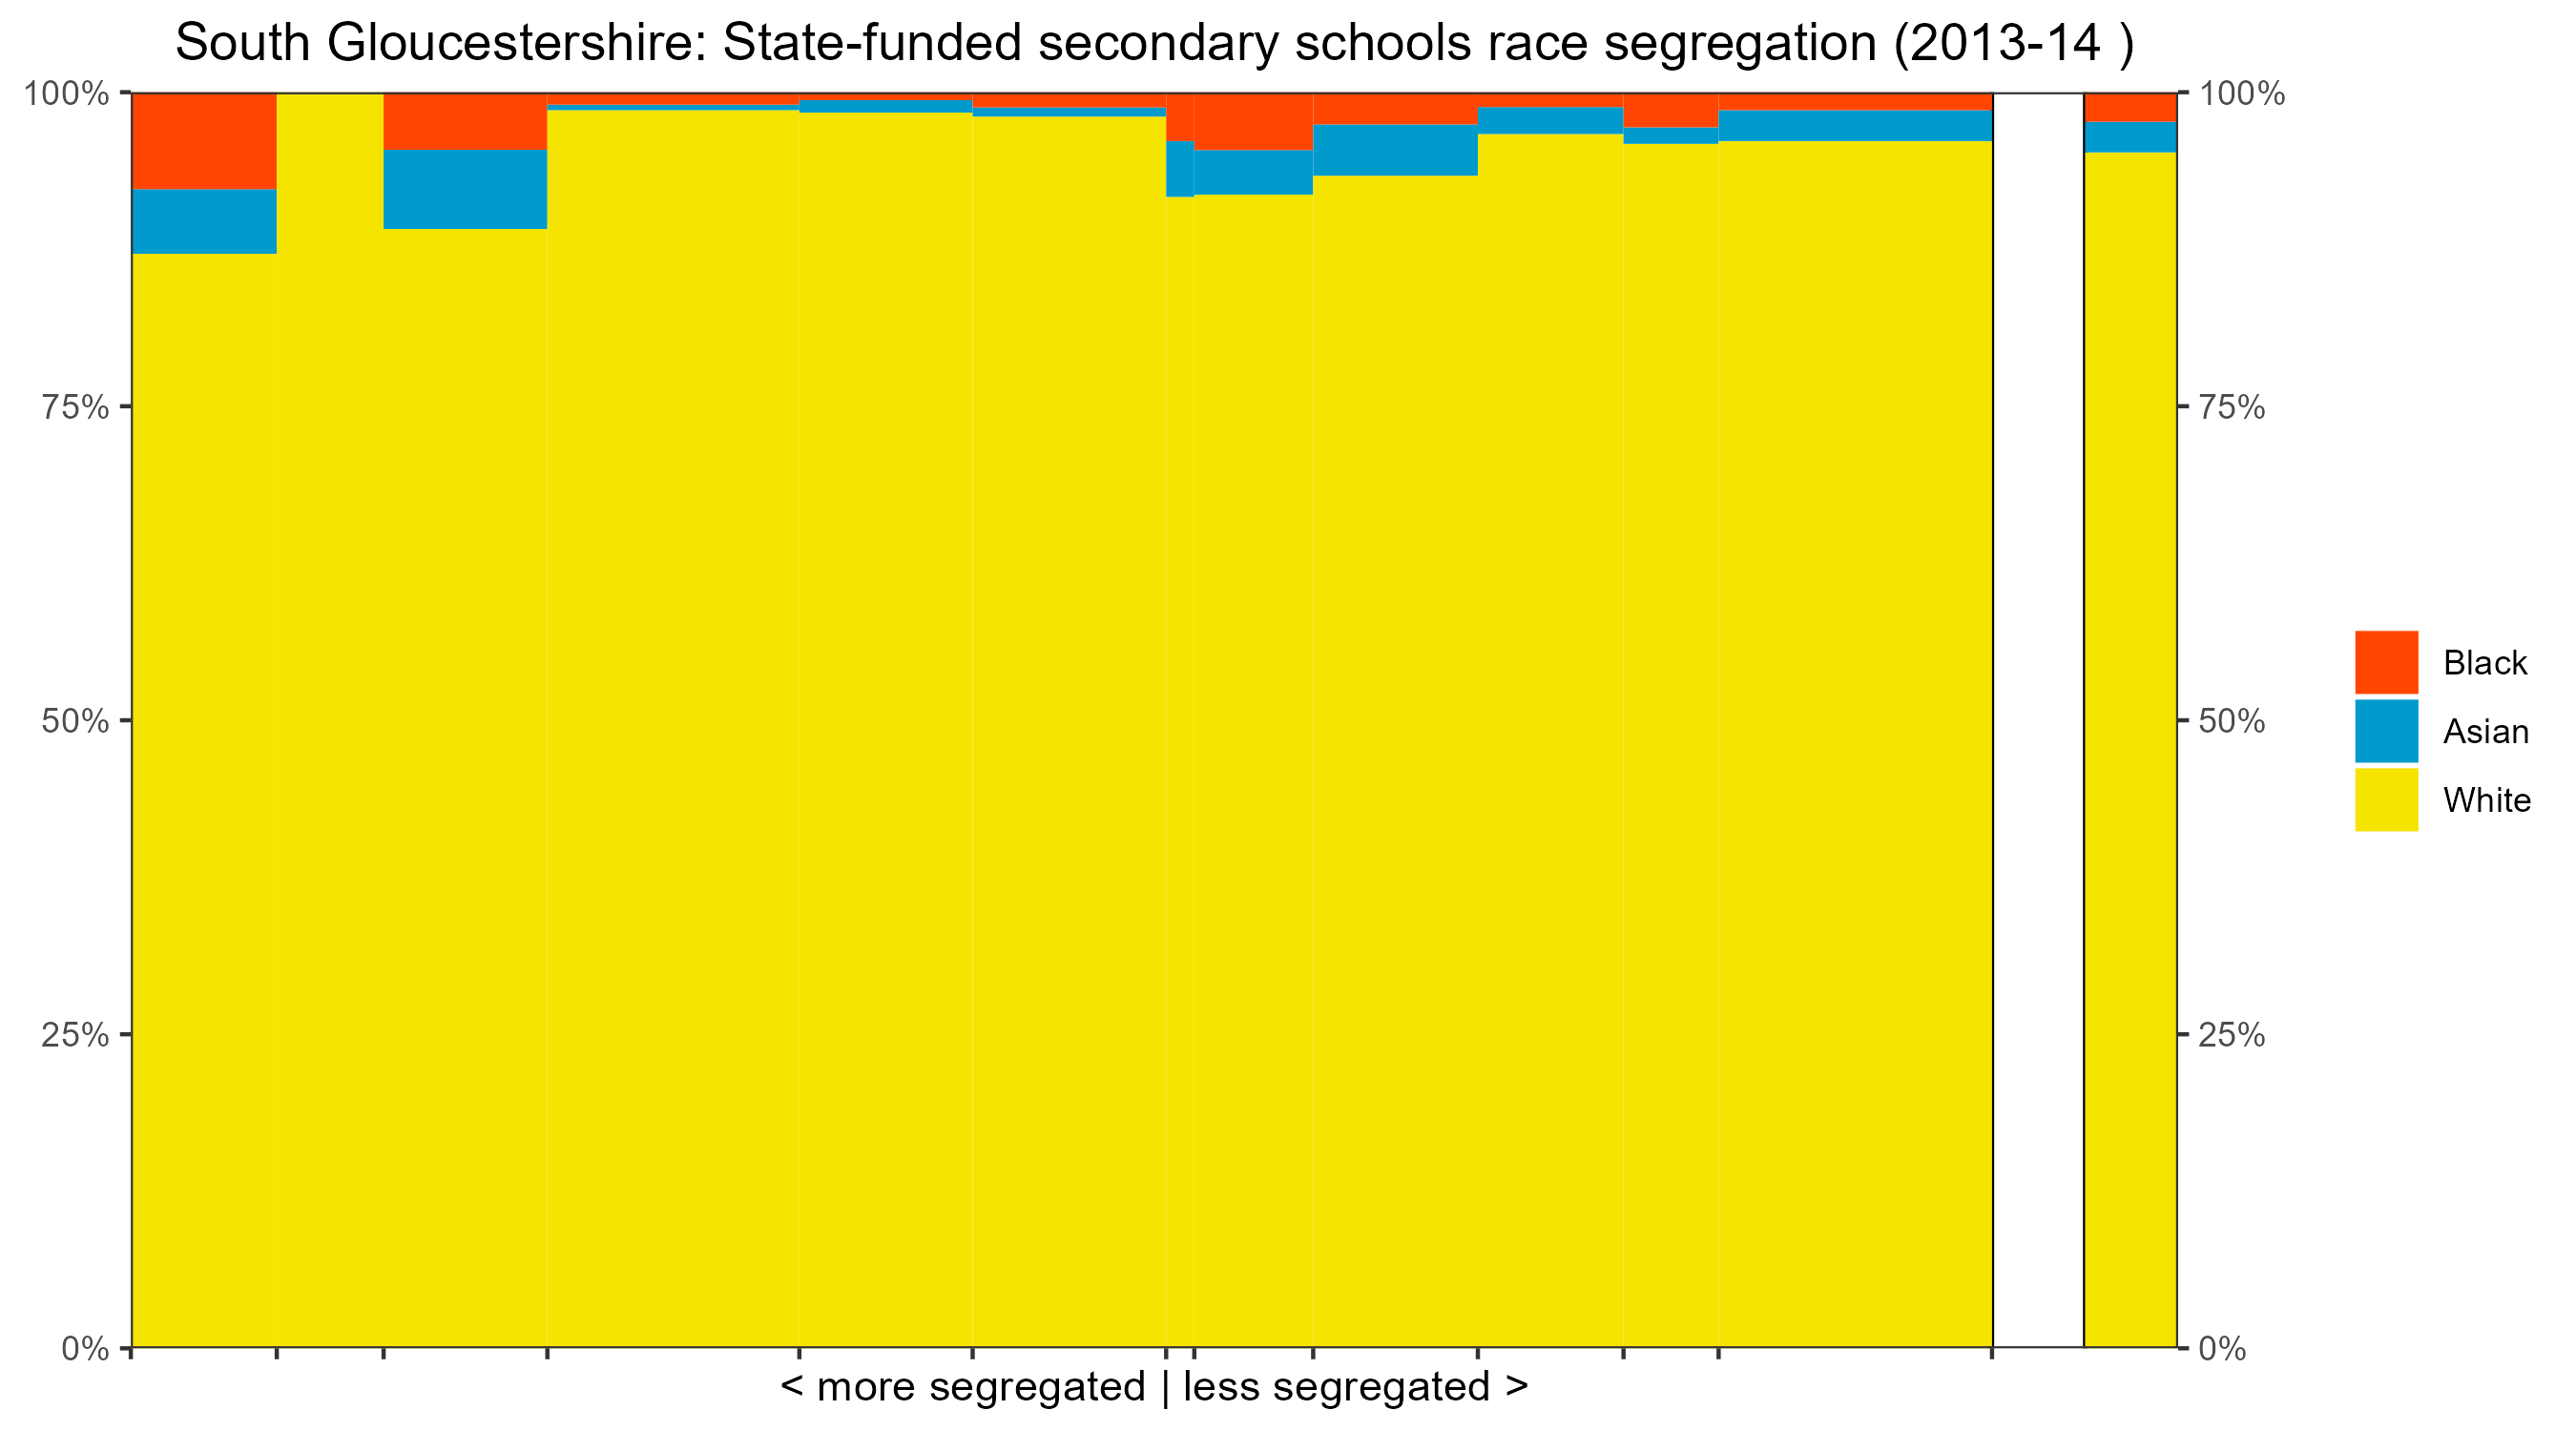 South Gloucestershire: State-funded secondary schools race segregation (2013-14 )
100%
75%
50%
25%
0%
100%
75%
50%
25%
0%
Black
Asian
White
< more segregated | less segregated >